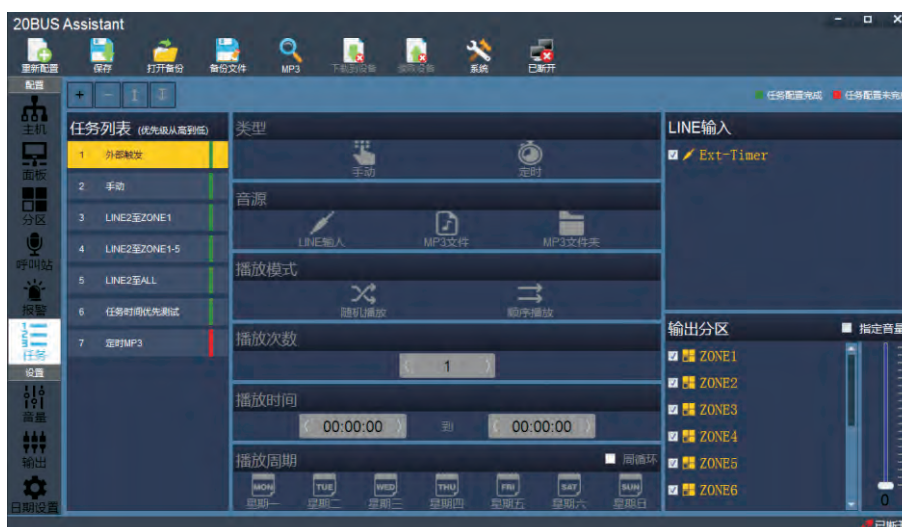 20BUS Assistant
重新配置 保存 打开备份 备份文件 MP3 下载到设备 系统 已断开
配置
主机
面板
分区
呼叫站
报警
1 2 3
任务
设置
音量
输出
日期设置
任务配置完成 任务配置未完成
任务列表 (优先级从高到低)
1 外部触发
2 手动
3 LINE2至ZONE1
4 LINE2至ZONE1-5
5 LINE2至ALL
6 任务时间优先测试
7 定时MP3
类型
手动 定时
音源
LINE输入 MP3文件 MP3文件夹
播放模式
随机播放 顺序播放
播放次数
1
播放时间
00:00:00 到 00:00:00
播放周期 周循环
MON TUE WED THU FRI SAT SUN
星期一 星期二 星期三 星期四 星期五 星期六 星期日
LINE输入
Ext-Timer
输出分区 指定音量
ZONE1
ZONE2
ZONE3
ZONE4
ZONE5
ZONE6
0